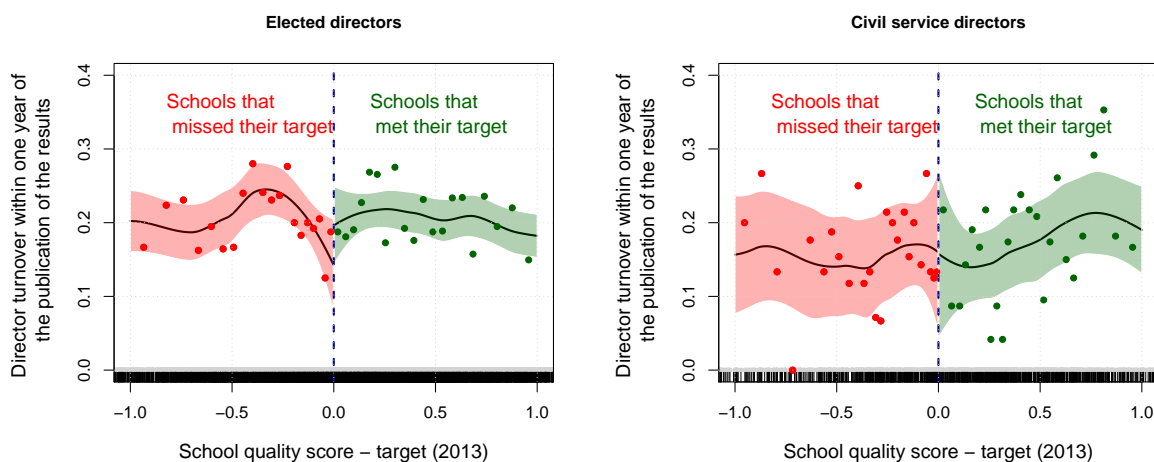 Elected directors
Director turnover within one year of
the publication of the results
0.4
0.3
0.2
0.1
0.0
Schools that
missed their target
Schools that
met their target
−1.0 −0.5 0.0 0.5 1.0
School quality score − target (2013)
Civil service directors
Director turnover within one year of
the publication of the results
0.4
0.3
0.2
0.1
0.0
Schools that
missed their target
Schools that
met their target
−1.0 −0.5 0.0 0.5 1.0
School quality score − target (2013)